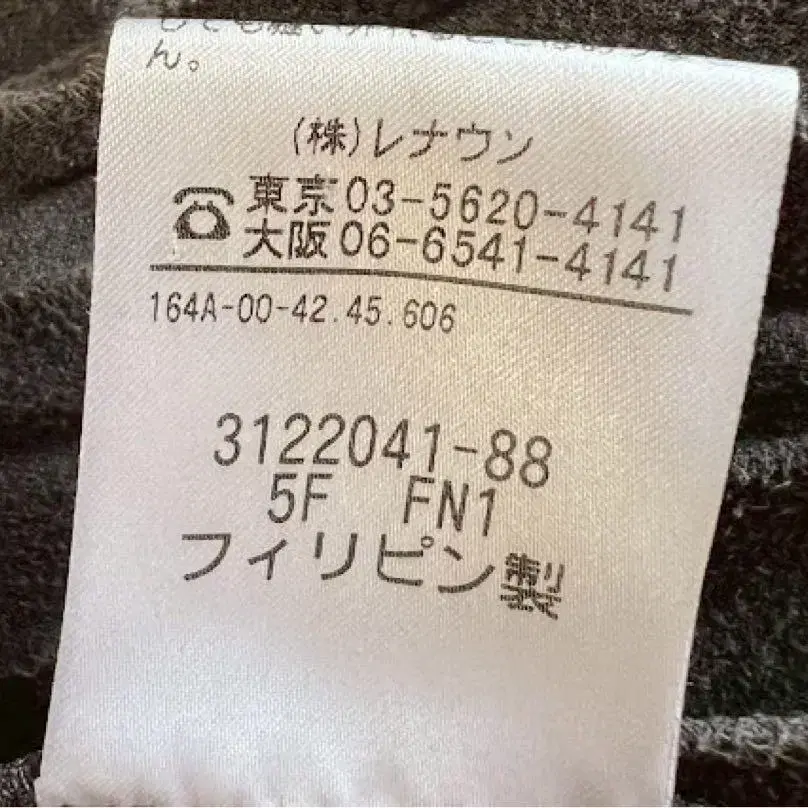 ん。
(株)レナウン
☎東京03-5620-4141
大阪06-6541-4141
164A-00-42.45.606
3122041-88
5F FN1
フィリピン製